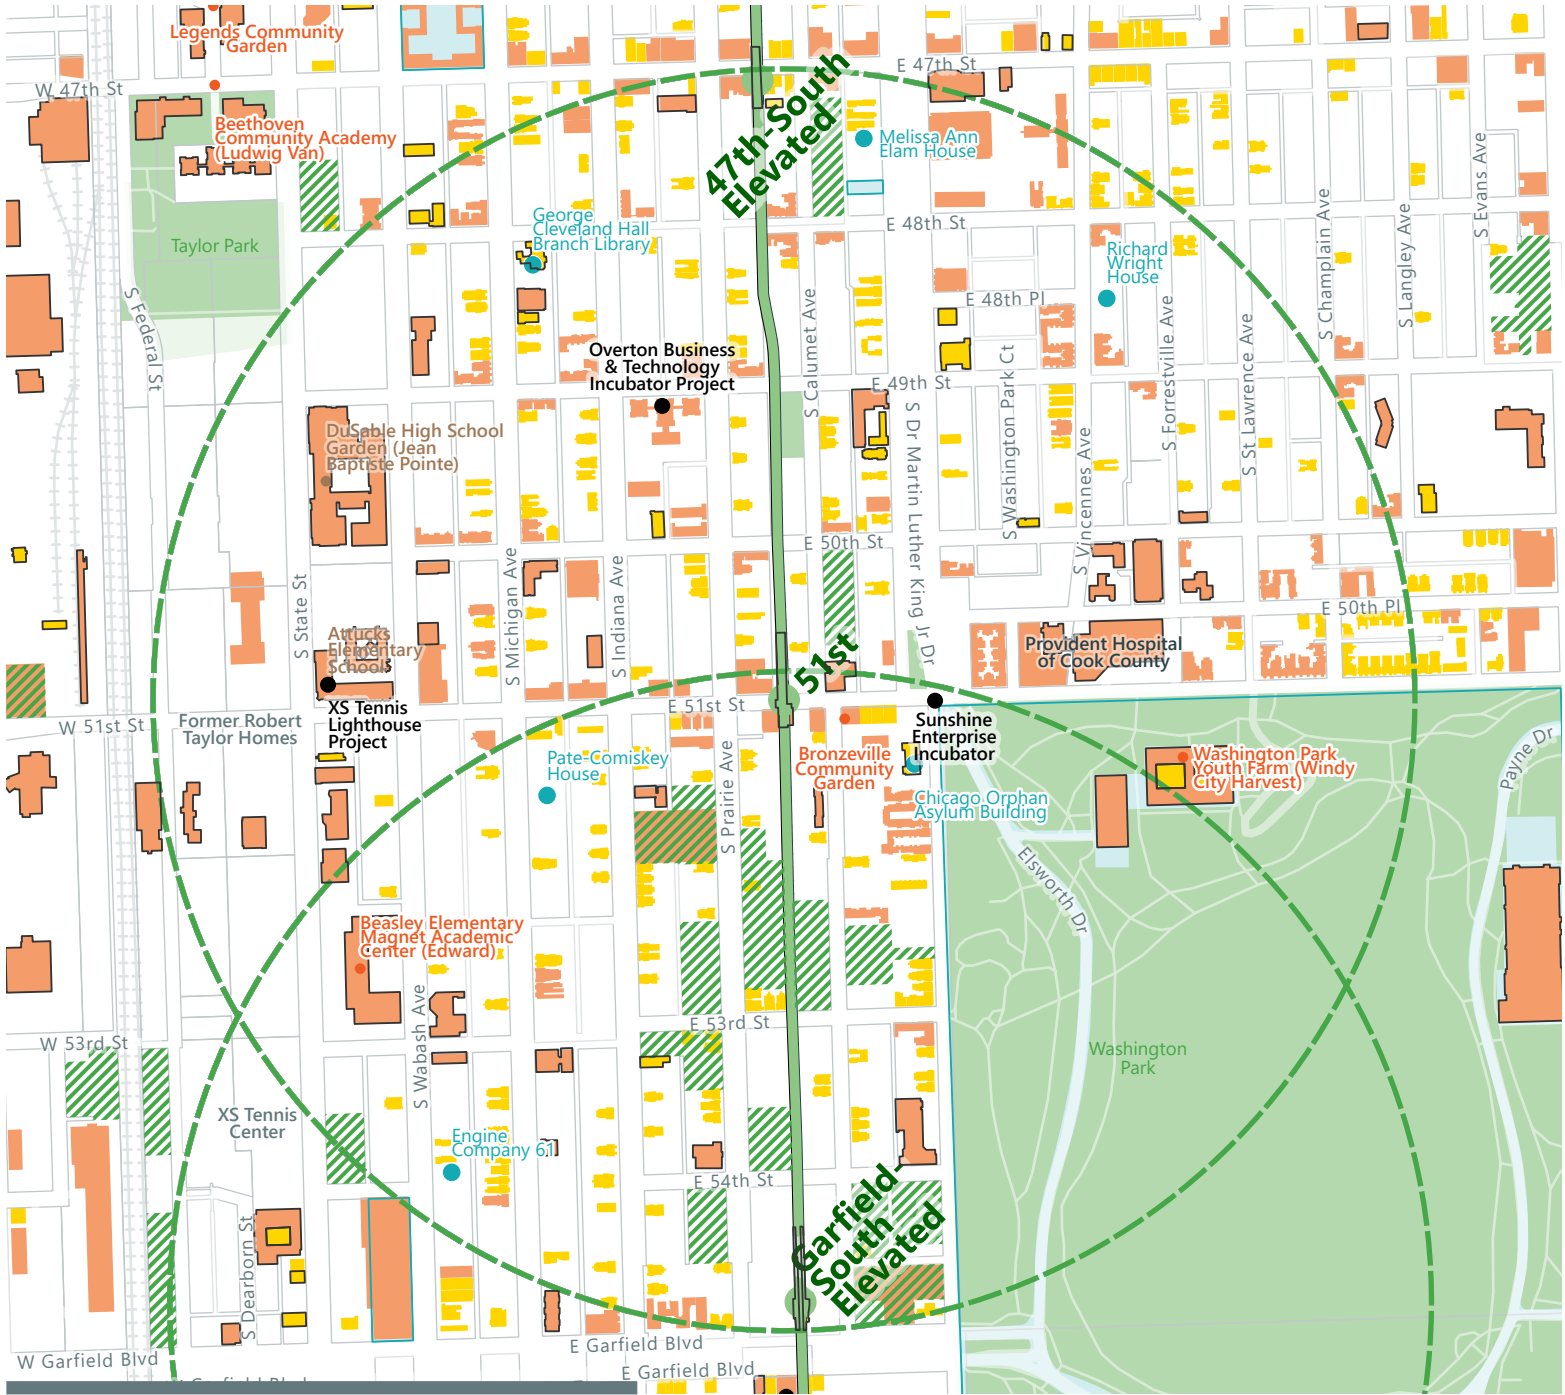 Legends Community
Garden
W 47th St
Beethoven
Community Academy
(Ludwig Van)
Taylor Park
S Federal St
47th-South
Elevated
E 47th St
Melissa Ann
Elam House
E 48th St
George
Cleveland Hall
Branch Library
Richard
Wright
House
E 48th Pl
S Evans Ave
S Champlain Ave
S Langley Ave
S Calumet Ave
S Forrestville Ave
S St Lawrence Ave
Overton Business
& Technology
Incubator Project
E 49th St
Washington Park Ct
S Dr Martin Luther King Jr Dr
S Vincennes Ave
DuSable High School
Garden (Jean
Baptiste Pointe)
E 50th St
S State St
S Michigan Ave
S Indiana Ave
E 50th Pl
Attucks
Elementary
School
51st
Provident Hospital
of Cook County
E 51st St
W 51st St
Former Robert
Taylor Homes
XS Tennis
Lighthouse
Project
Sunshine
Enterprise
Incubator
Pate-Comiskey
House
S Prairie Ave
Bronzeville
Community
Garden
Washington Park
Youth Farm (Windy
City Harvest)
Payne Dr
Chicago Orphan
Asylum Building
Elsworth Dr
Beasley Elementary
Magnet Academic
Center (Edward)
S Wabash Ave
E 53rd St
W 53rd St
Washington
Park
XS Tennis
Center
Engine
Company 61
E 54th St
Garfield-
South
Elevated
S Dearborn St
E Garfield Blvd
W Garfield Blvd
E Garfield Blvd